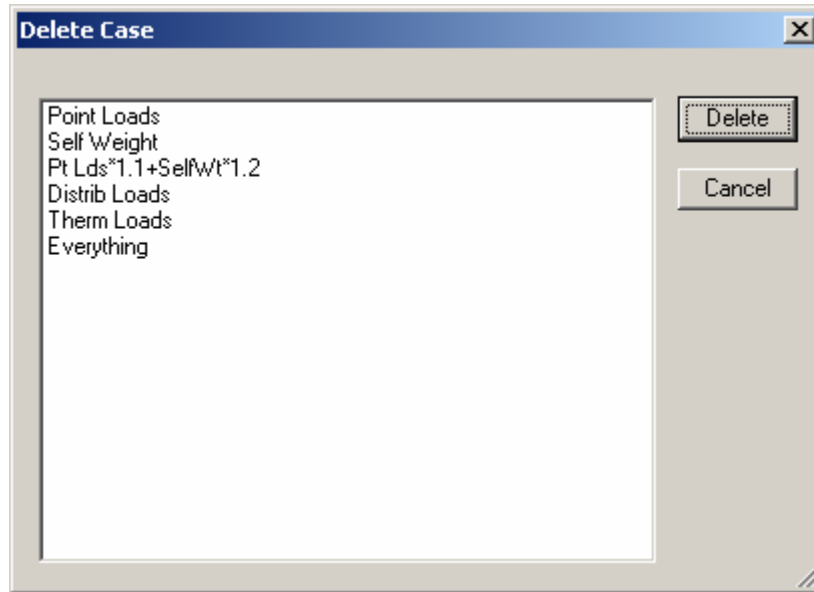 Delete Case
Point Loads
Self Weight
Pt Lds*1.1+SelfWt*1.2
Distrib Loads
Therm Loads
Everything
Delete
Cancel